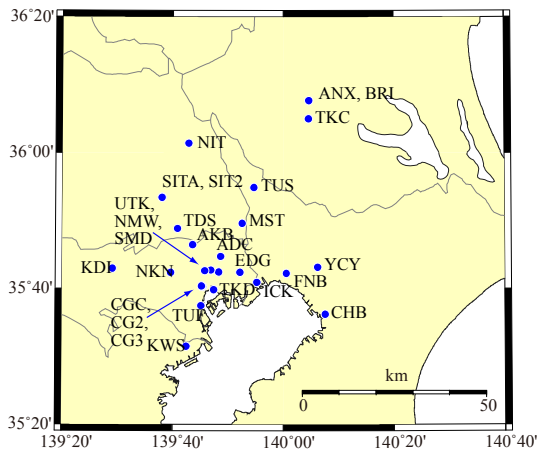 36°20'
ANX, BRI
TKC
NIT
36°00'
SITA, SIT2
TUS
UTK,
NMW,
SMD
TDS
MST
AKB
ADC
KDI
NKN
EDG
YCY
FNB
35°40'
TKD
ICK
CGC,
CG2,
CG3
TUF
CHB
KWS
km
0
50
35°20'
139°20'
139°40'
140°00'
140°20'
140°40'